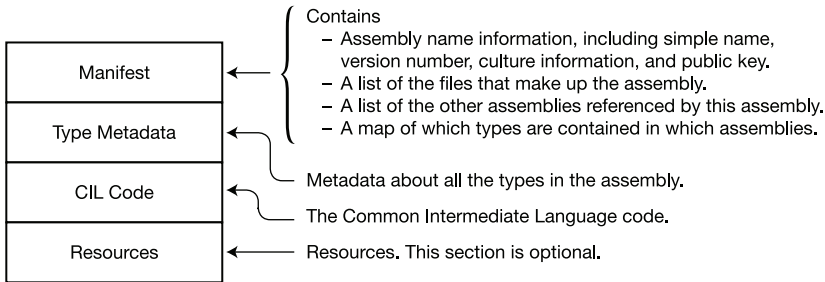 Contains
– Assembly name information, including simple name,
version number, culture information, and public key.
– A list of the files that make up the assembly.
– A list of the other assemblies referenced by this assembly.
– A map of which types are contained in which assemblies.
Manifest
Type Metadata
Metadata about all the types in the assembly.
CIL Code
The Common Intermediate Language code.
Resources
Resources. This section is optional.